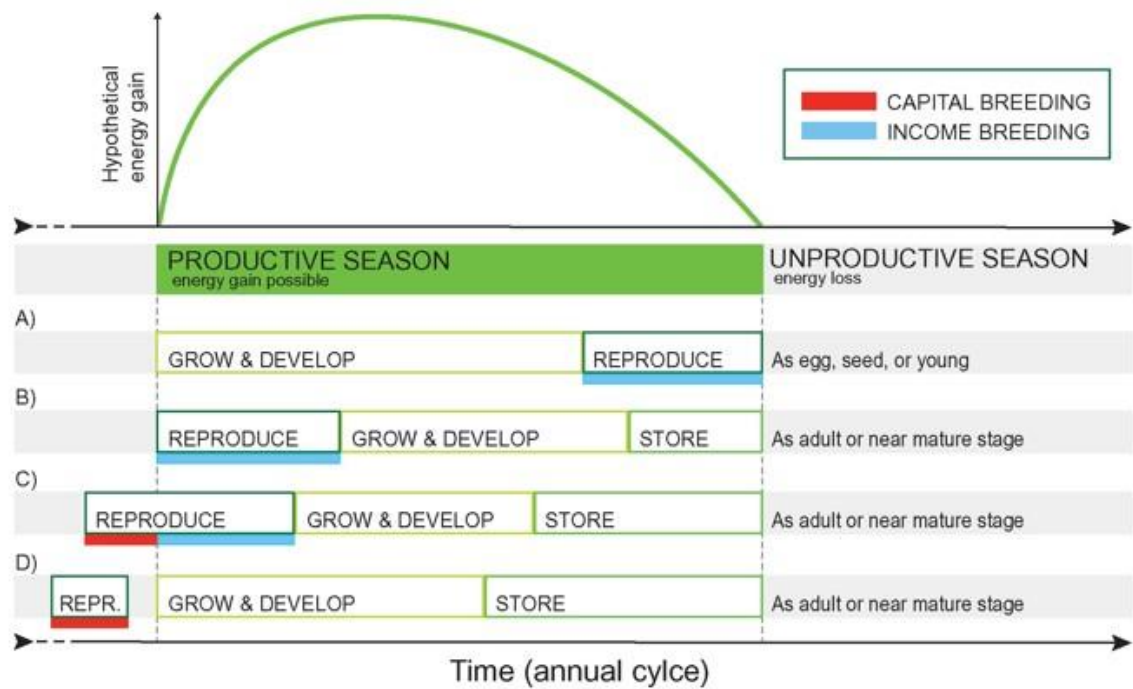 Hypothetical
energy gain
CAPITAL BREEDING
INCOME BREEDING
PRODUCTIVE SEASON
energy gain possible
UNPRODUCTIVE SEASON
energy loss
A)
GROW & DEVELOP
REPRODUCE
As egg, seed, or young
B)
REPRODUCE
GROW & DEVELOP
STORE
As adult or near mature stage
C)
REPRODUCE
GROW & DEVELOP
STORE
As adult or near mature stage
D)
REPR.
GROW & DEVELOP
STORE
As adult or near mature stage
Time (annual cylce)